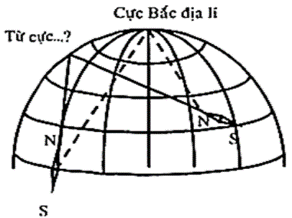 Cực Bắc địa lí
Từ cực...?
N
N
S
S